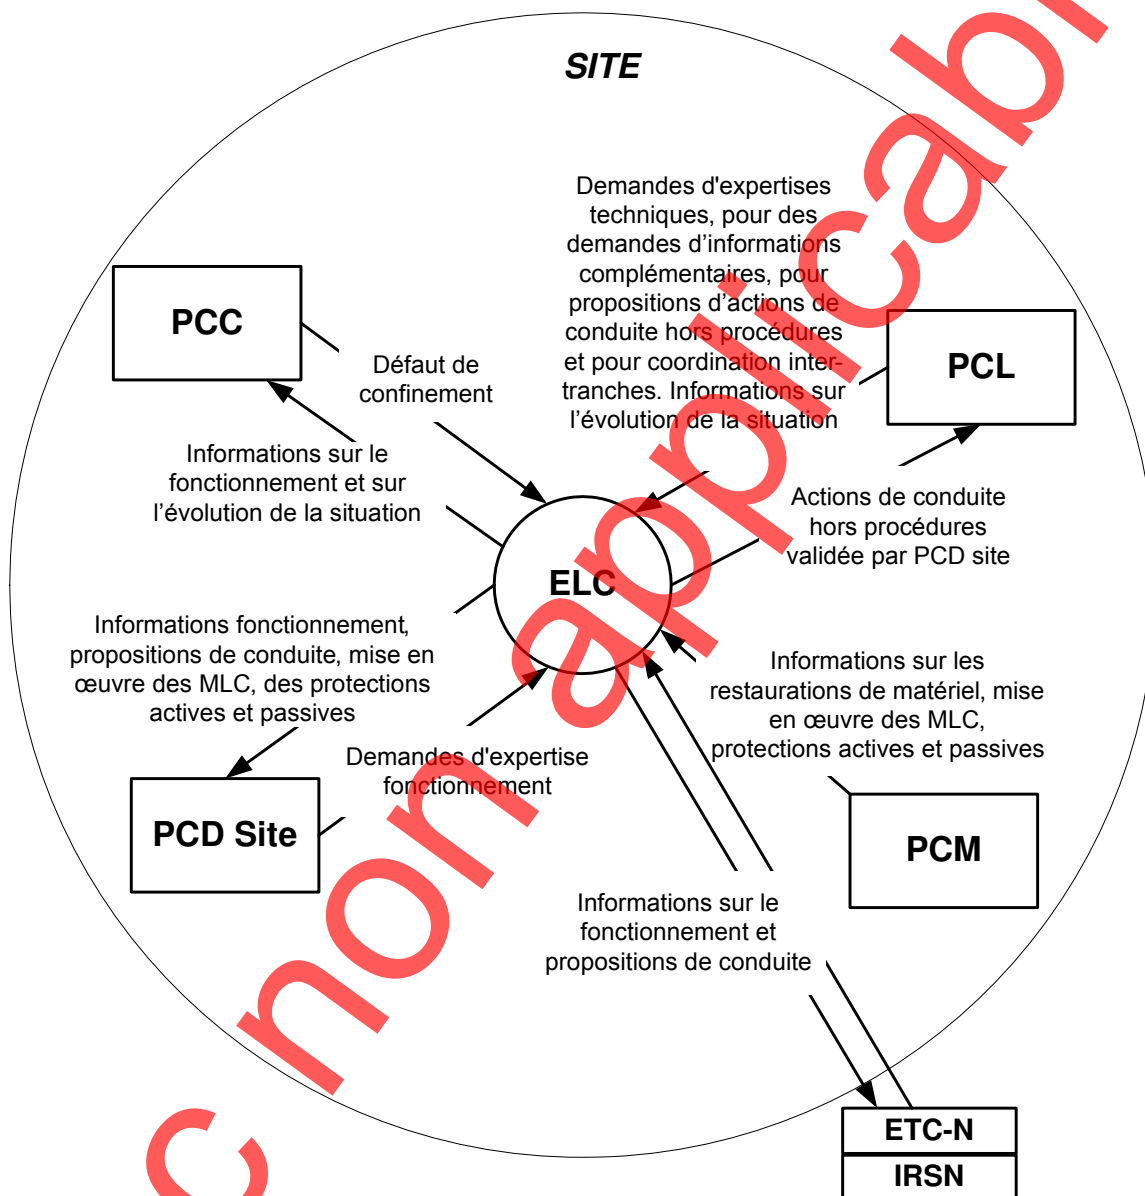 SITE
Demandes d'expertises
techniques, pour des
demandes d'informations
complémentaires, pour
propositions d'actions de
conduite hors procédures
et pour coordination inter-
tranches. Informations sur
l'évolution de la situation
PCC
PCL
Défaut de
confinement
Informations sur le
fonctionnement et sur
l'évolution de la situation
Actions de conduite
hors procédures
validée par PCD site
ELC
Informations fonctionnement,
propositions de conduite, mise en
œuvre des MLC, des protections
actives et passives
Informations sur les
restaurations de matériel, mise
en œuvre des MLC,
protections actives et passives
Demandes d'expertise
fonctionnement
PCD Site
PCM
Informations sur le
fonctionnement et
propositions de conduite
ETC-N
IRSN
c non applicabl